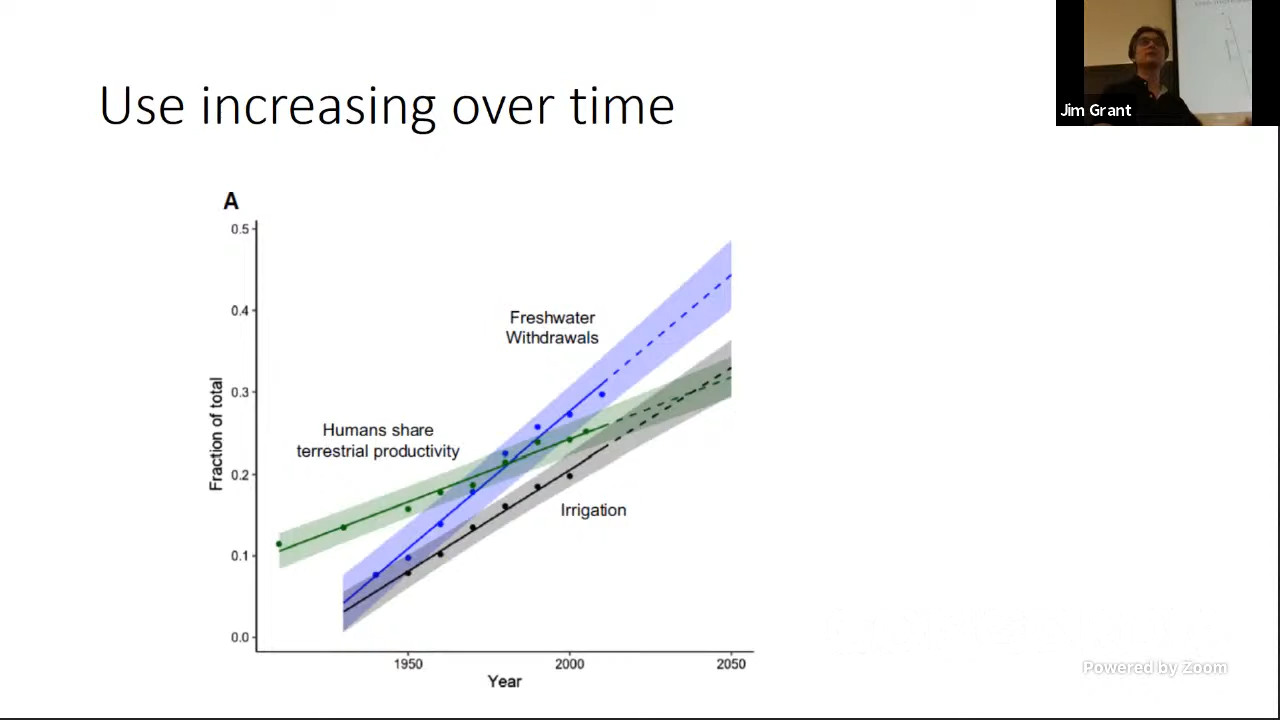 Use increasing over time
Jim Grant
A
0.5
0.4
0.3
0.2
0.1
0.0
Fraction of total
Freshwater
Withdrawals
Humans share
terrestrial productivity
Irrigation
1950
2000
2050
Year
Powered by Zoom